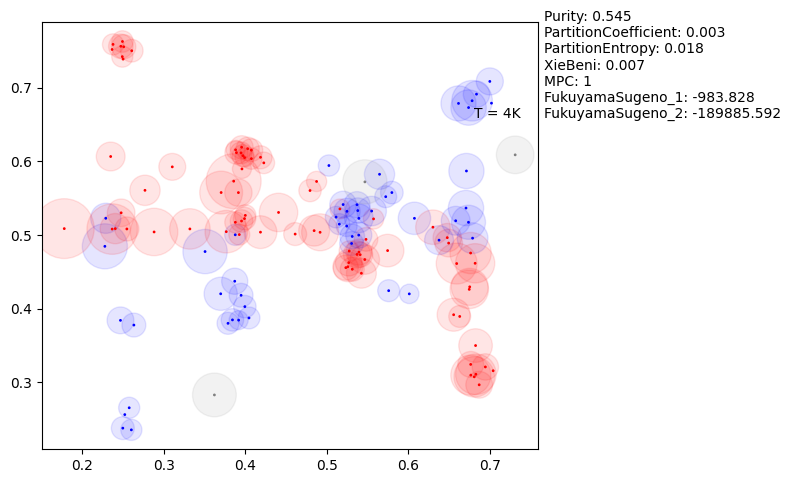 Purity: 0.545
PartitionCoefficient: 0.003
PartitionEntropy: 0.018
XieBeni: 0.007
MPC: 1
FukuyamaSugeno_1: -983.828
FukuyamaSugeno_2: -189885.592
T = 4K
0.7
0.6
0.5
0.4
0.3
0.2 0.3 0.4 0.5 0.6 0.7